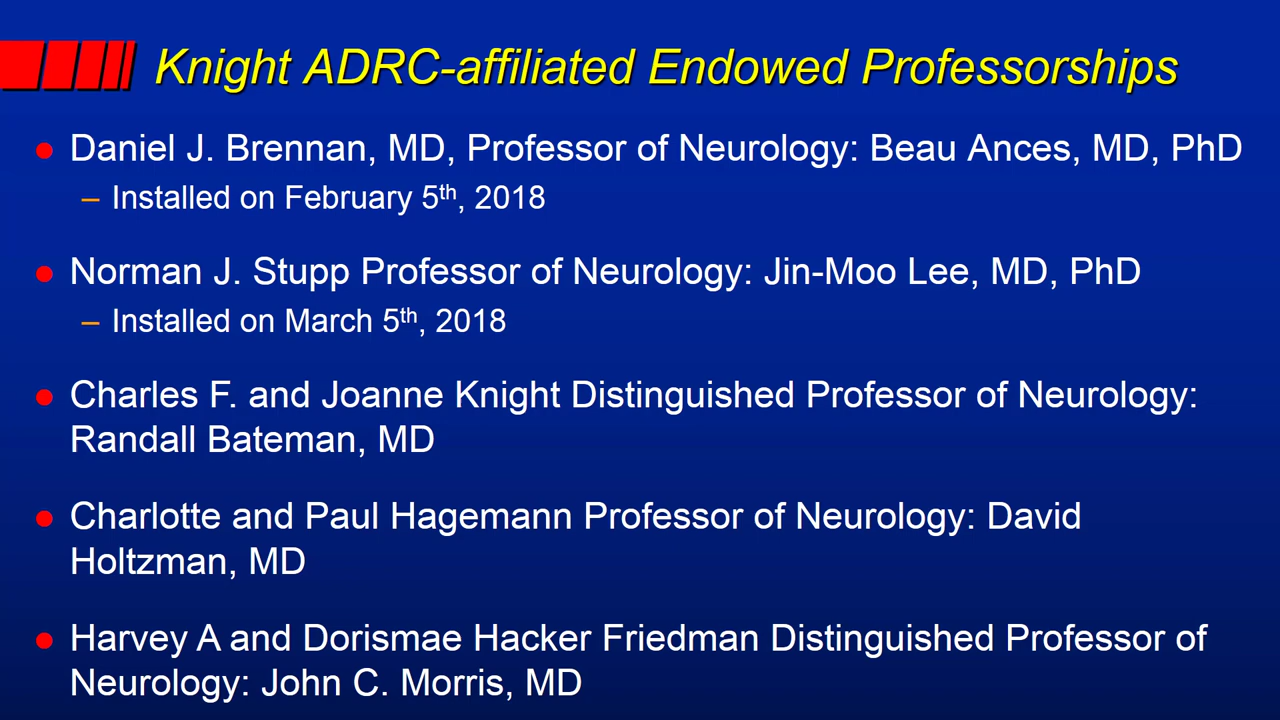 Knight ADRC-affiliated Endowed Professorships
● Daniel J. Brennan, MD, Professor of Neurology: Beau Ances, MD, PhD
– Installed on February 5th, 2018
● Norman J. Stupp Professor of Neurology: Jin-Moo Lee, MD, PhD
– Installed on March 5th, 2018
● Charles F. and Joanne Knight Distinguished Professor of Neurology:
Randall Bateman, MD
● Charlotte and Paul Hagemann Professor of Neurology: David
Holtzman, MD
● Harvey A and Dorismae Hacker Friedman Distinguished Professor of
Neurology: John C. Morris, MD